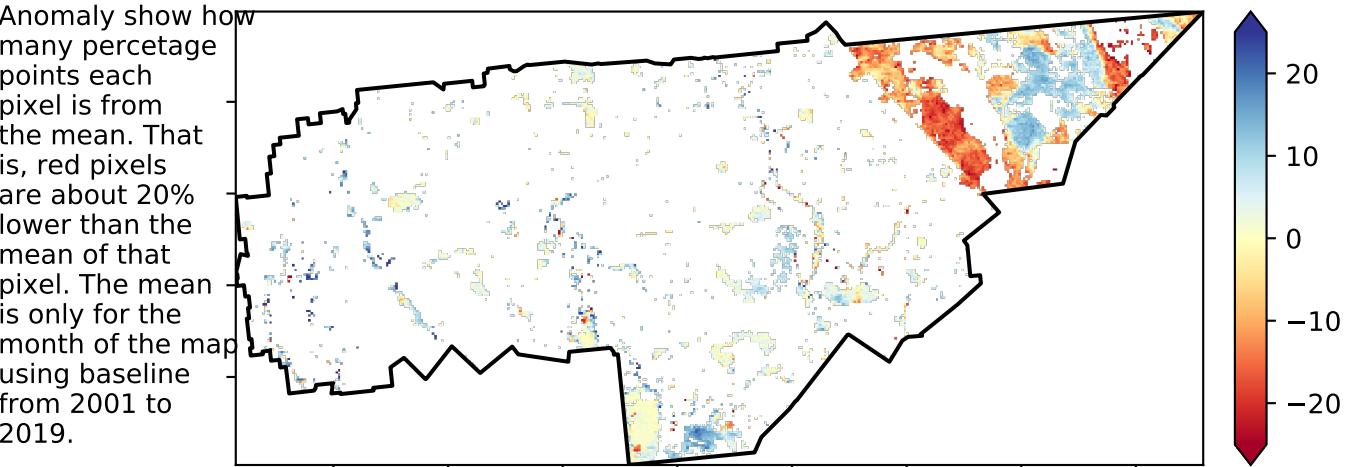 Anomaly show how
many percetage
points each
pixel is from
the mean. That
is, red pixels
are about 20%
lower than the
mean of that
pixel. The mean
is only for the
month of the map
using baseline
from 2001 to
2019.
20
10
0
−10
−20